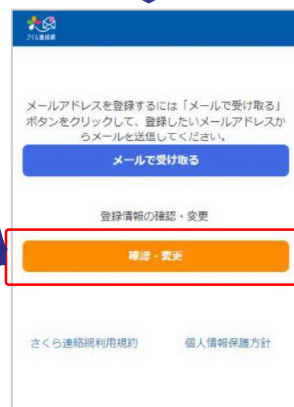 さくら連絡網
メールアドレスを登録するには「メールで受け取る」
ボタンをクリックして、登録したいメールアドレスか
らメールを送信してください。
メールで受け取る
登録情報の確認・変更
確認・変更
さくら連絡網利用規約 個人情報保護方針